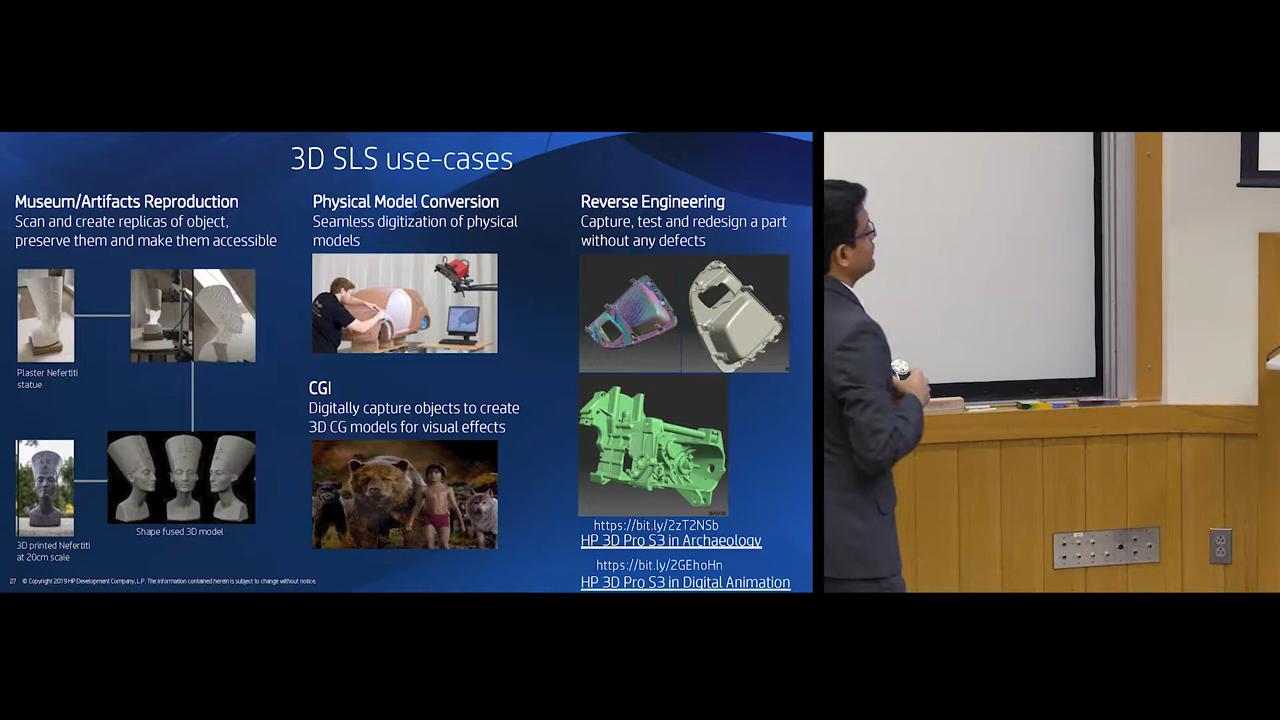 3D SLS use-cases
Museum/Artifacts Reproduction
Scan and create replicas of object,
preserve them and make them accessible
Plaster Nefertiti
statue
Shape fused 3D model
3D printed Nefertiti
at 20cm scale
Physical Model Conversion
Seamless digitization of physical
models
CGI
Digitally capture objects to create
3D CG models for visual effects
Reverse Engineering
Capture, test and redesign a part
without any defects
https://bit.ly/2zT2NSb
HP 3D Pro S3 in Archaeology
https://bit.ly/2GEhoHn
HP 3D Pro S3 in Digital Animation
27 © Copyright 2019 HP Development Company, L.P. The information contained herein is subject to change without notice.